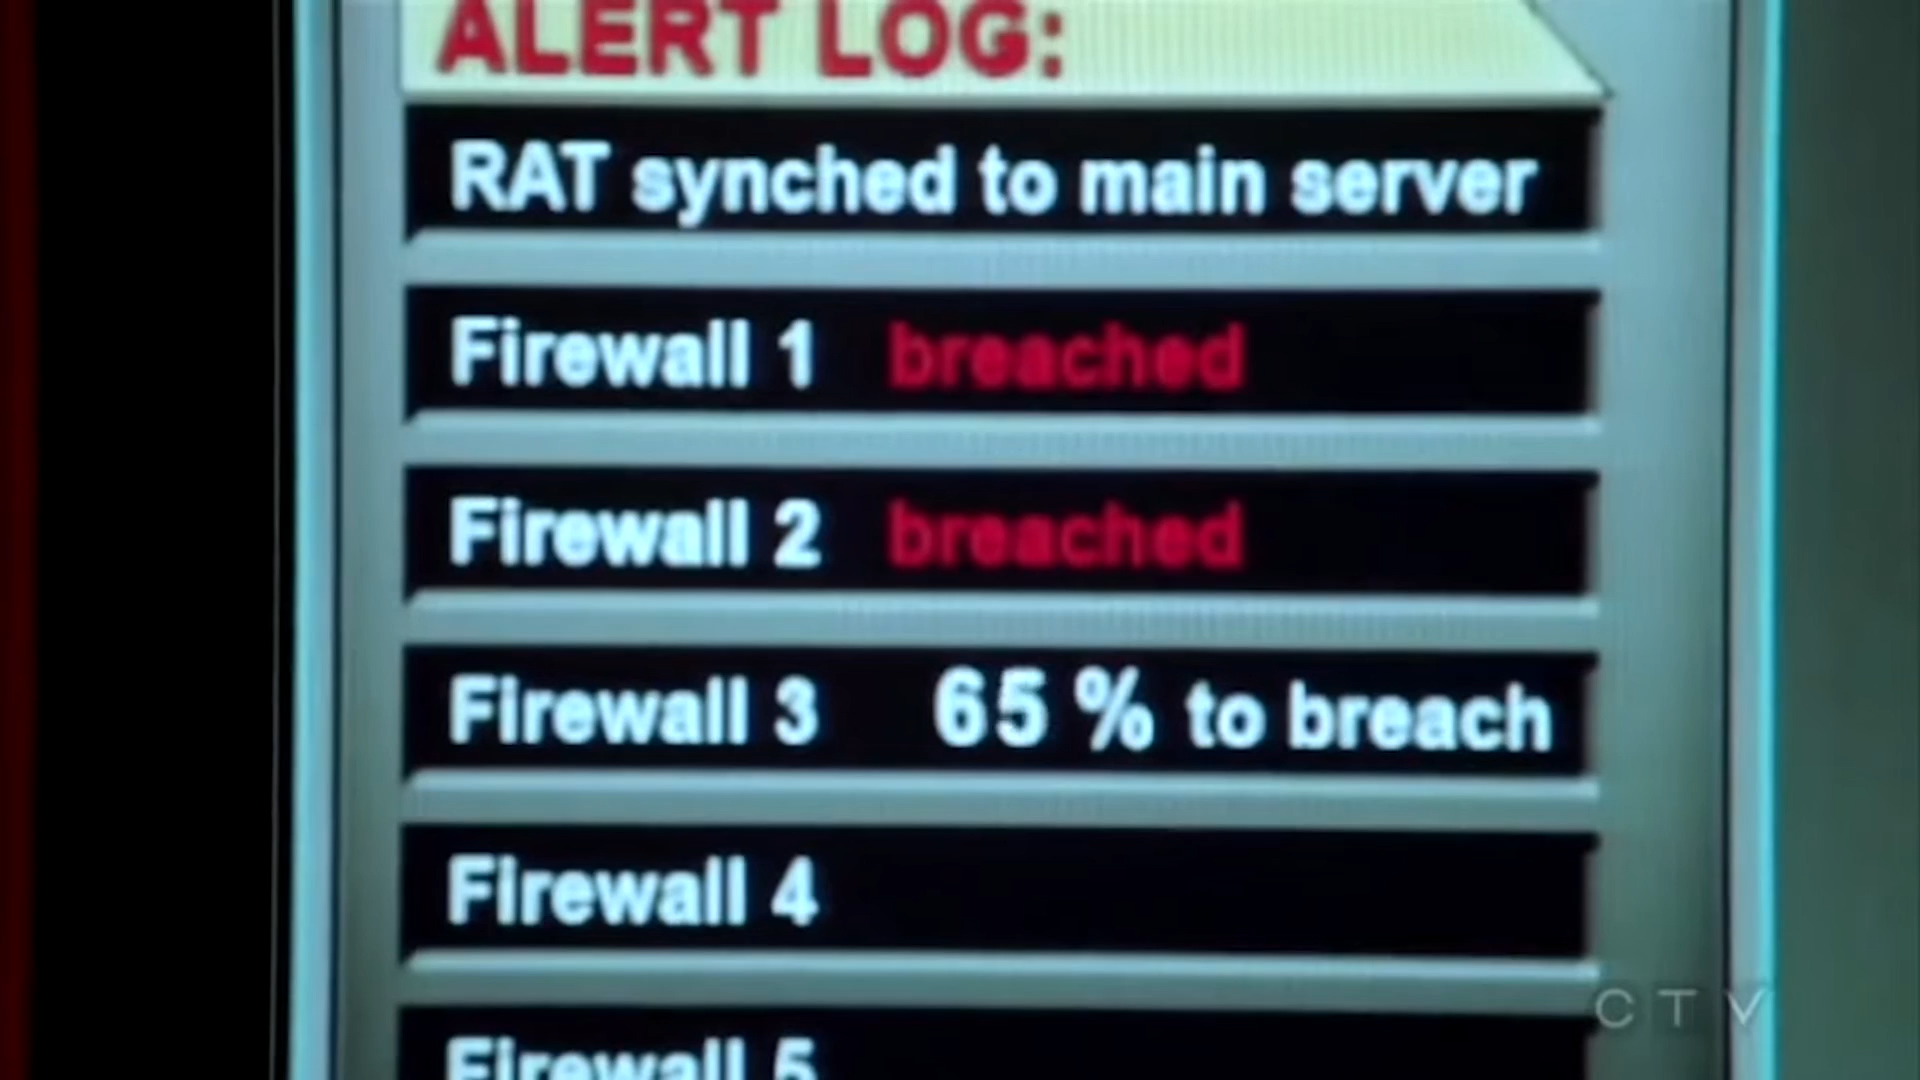 ALERT LOG:
RAT synched to main server
Firewall 1 breached
Firewall 2 breached
Firewall 3 65 % to breach
Firewall 4
Firewall 5
CTV